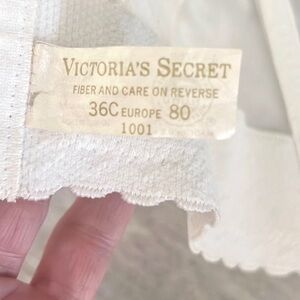 VICTORIA'S SECRET
FIBER AND CARE ON REVERSE
36C EUROPE 80
1001